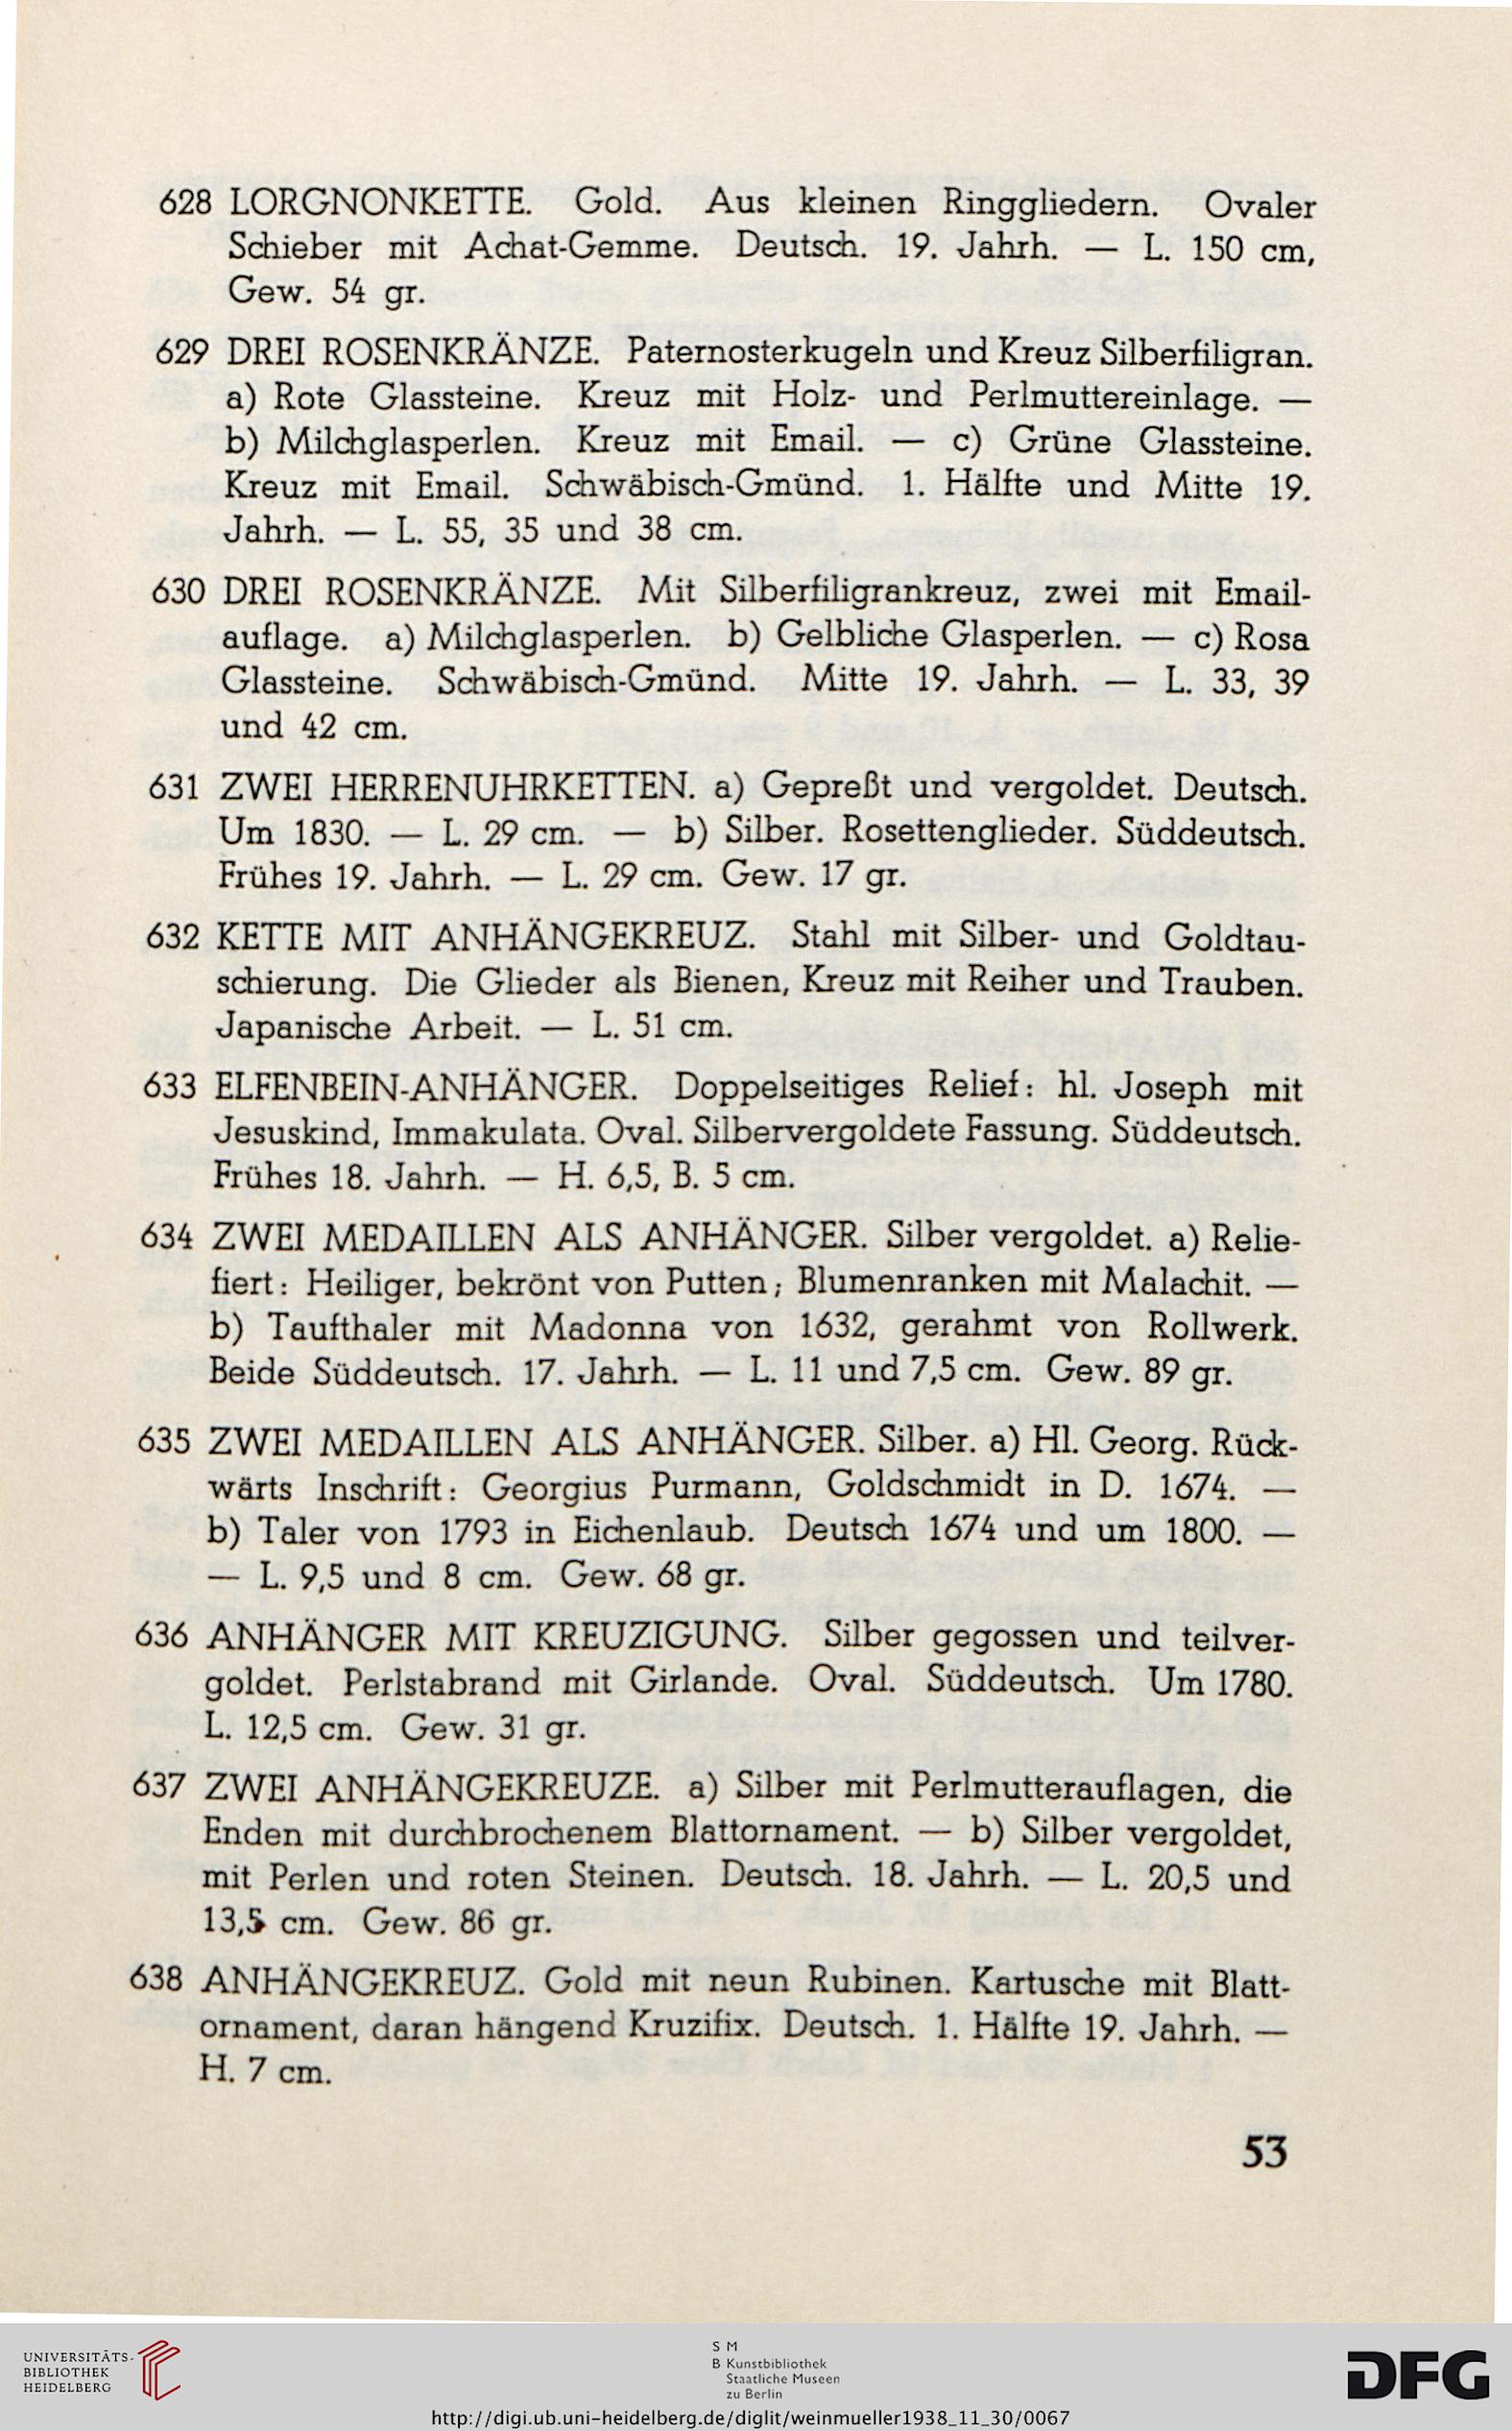 628 LORGNONKETTE. Gold. Aus kleinen Ringgliedern. Ovaler
Schieber mit Achat-Gemme. Deutsch. 19. Jahrh. — L. 150 cm,
Gew. 54 gr.
629 DREI ROSENKRÄNZE. Paternosterkugeln und Kreuz Silberfiligran.
a) Rote Glassteine. Kreuz mit Holz- und Perlmuttereinlage. —
b) Milchglasperlen. Kreuz mit Email. — c) Grüne Glassteine.
Kreuz mit Email. Schwäbisch-Gmünd. 1. Hälfte und Mitte 19.
Jahrh. — L. 55, 35 und 38 cm.
630 DREI ROSENKRÄNZE. Mit Silberfiligrankreuz, zwei mit Email-
auflage. a) Milchglasperlen. b) Gelbliche Glasperlen. — c) Rosa
Glassteine. Schwäbisch-Gmünd. Mitte 19. Jahrh. — L. 33, 39
und 42 cm.
631 ZWEI HERRENUHRKETTEN. a) Gepreßt und vergoldet. Deutsch.
Um 1830. — L. 29 cm. — b) Silber. Rosettenglieder. Süddeutsch.
Frühes 19. Jahrh. — L. 29 cm. Gew. 17 gr.
632 KETTE MIT ANHÄNGEKREUZ. Stahl mit Silber- und Goldtau-
schierung. Die Glieder als Bienen, Kreuz mit Reiher und Trauben.
Japanische Arbeit. — L. 51 cm.
633 ELFENBEIN-ANHÄNGER. Doppelseitiges Relief: hl. Joseph mit
Jesuskind, Immakulata. Oval. Silbervergoldete Fassung. Süddeutsch.
Frühes 18. Jahrh. — H. 6,5, B. 5 cm.
634 ZWEI MEDAILLEN ALS ANHÄNGER. Silber vergoldet. a) Relie-
fiert: Heiliger, bekrönt von Putten; Blumenranken mit Malachit. —
b) Taufthaler mit Madonna von 1632, gerahmt von Rollwerk.
Beide Süddeutsch. 17. Jahrh. — L. 11 und 7,5 cm. Gew. 89 gr.
635 ZWEI MEDAILLEN ALS ANHÄNGER. Silber. a) Hl. Georg. Rück-
wärts Inschrift: Georgius Purmann, Goldschmidt in D. 1674. —
b) Taler von 1793 in Eichenlaub. Deutsch 1674 und um 1800. —
— L. 9,5 und 8 cm. Gew. 68 gr.
636 ANHÄNGER MIT KREUZIGUNG. Silber gegossen und teilver-
goldet. Perlstabrand mit Girlande. Oval. Süddeutsch. Um 1780.
L. 12,5 cm. Gew. 31 gr.
637 ZWEI ANHÄNGEKREUZE. a) Silber mit Perlmutterauflagen, die
Enden mit durchbrochenem Blattornament. — b) Silber vergoldet,
mit Perlen und roten Steinen. Deutsch. 18. Jahrh. — L. 20,5 und
13,5 cm. Gew. 86 gr.
638 ANHÄNGEKREUZ. Gold mit neun Rubinen. Kartusche mit Blatt-
ornament, daran hängend Kruzifix. Deutsch. 1. Hälfte 19. Jahrh. —
H. 7 cm.
53
UNIVERSITÄTS-
BIBLIOTHEK
HEIDELBERG
S M
B Kunstbibliothek
Staatliche Museen
zu Berlin
DFG
http://digi.ub.uni-heidelberg.de/diglit/weinmueller1938_11_30/0067